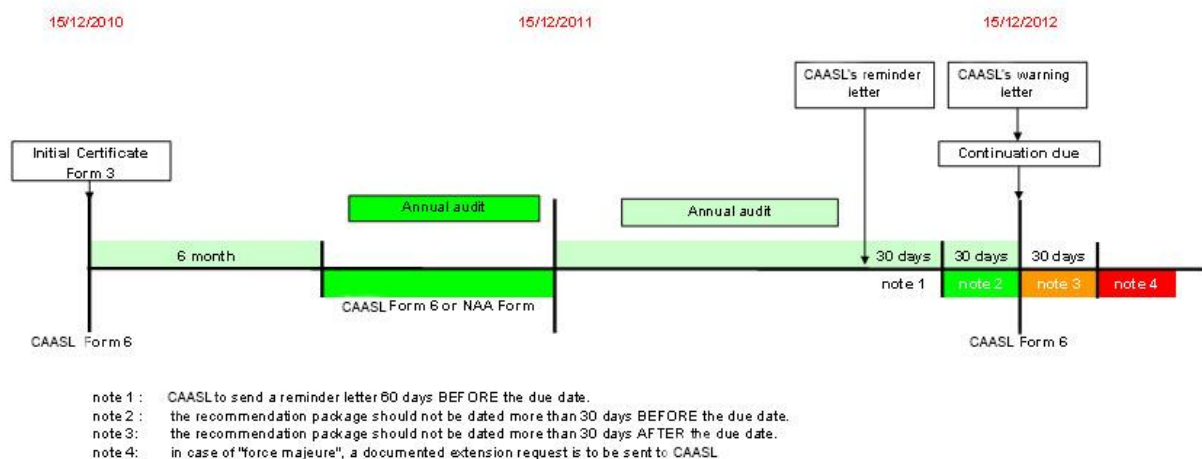 15/12/2010 15/12/2011 15/12/2012
CAASL's reminder
letter
CAASL's warning
letter
Initial Certificate
Form 3
Continuation due
Annual audit
Annual audit
6 month
30 days
30 days
30 days
note 1
note 2
note 3
note 4
CAASL Form 6 or NAA Form
CAASL Form 6
CAASL Form 6
note 1 : CAASL to send a reminder letter 60 days BEFORE the due date.
note 2 : the recommendation package should not be dated more than 30 days BEFORE the due date.
note 3: the recommendation package should not be dated more than 30 days AFTER the due date.
note 4: in case of "force majeure", a documented extension request is to be sent to CAASL